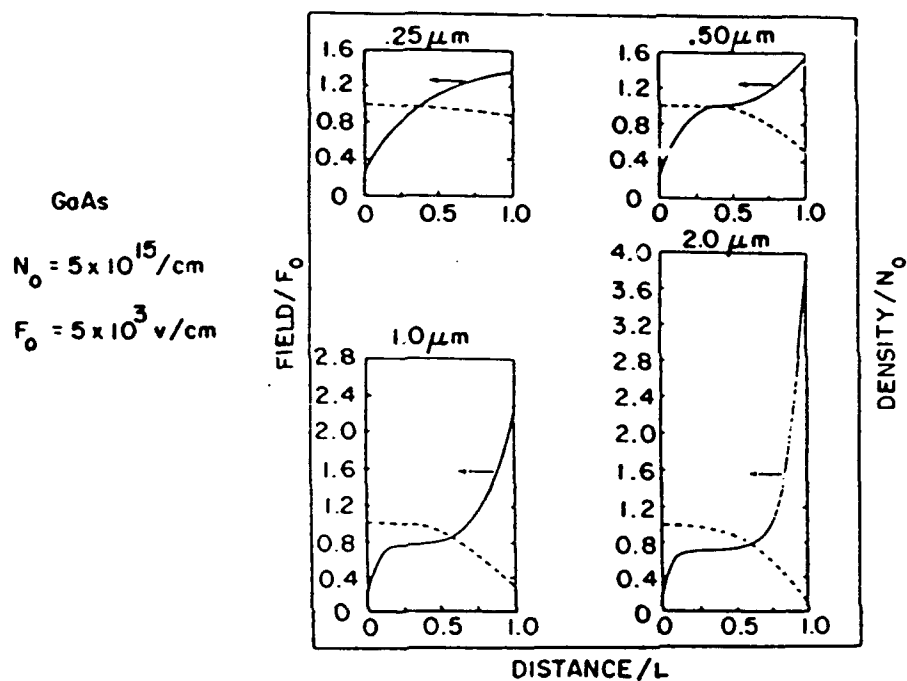 GaAs
N₀ = 5 x 10¹⁵/cm
F₀ = 5 x 10³ v/cm
FIELD/F₀
DENSITY/N₀
DISTANCE/L
.25 μm
1.6
1.2
0.8
0.4
0
0 0.5 1.0
.50 μm
1.6
1.2
0.8
0.4
0
0 0.5 1.0
1.0 μm
2.8
2.4
2.0
1.6
1.2
0.8
0.4
0
0 0.5 1.0
2.0 μm
4.0
3.6
3.2
2.8
2.4
2.0
1.6
1.2
0.8
0.4
0
0 0.5 1.0